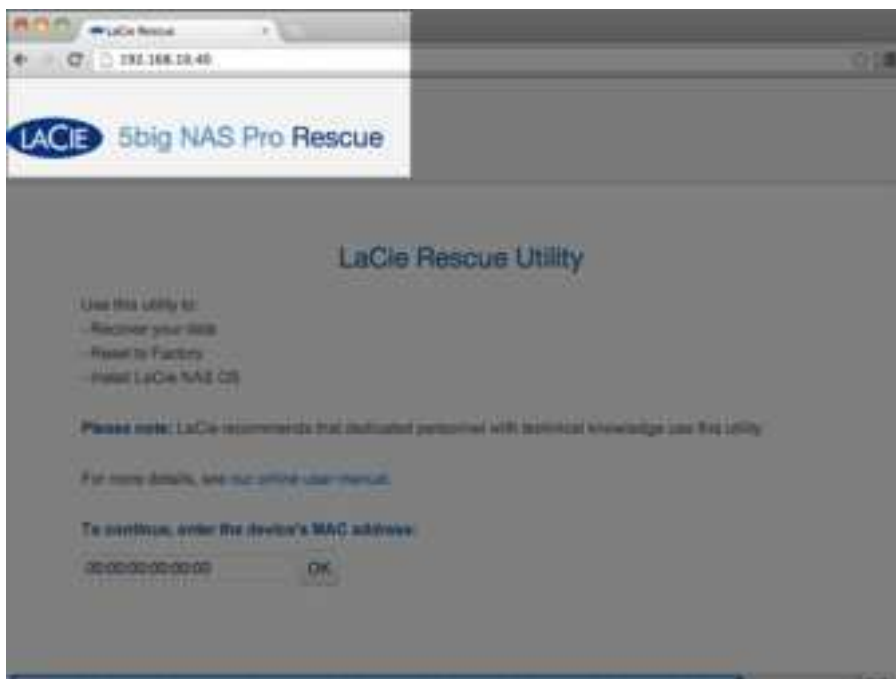 LaCie Rescue
192.168.10.40
LACIE 5big NAS Pro Rescue
LaCie Rescue Utility
Use this utility to:
- Recover your data
- Reset to Factory
- Install LaCie NAS OS
Please note: LaCie recommends that dedicated personnel with technical knowledge use this utility.
For more details, see our online user manual.
To continue, enter the device's MAC address:
00:00:00:00:00:00 OK